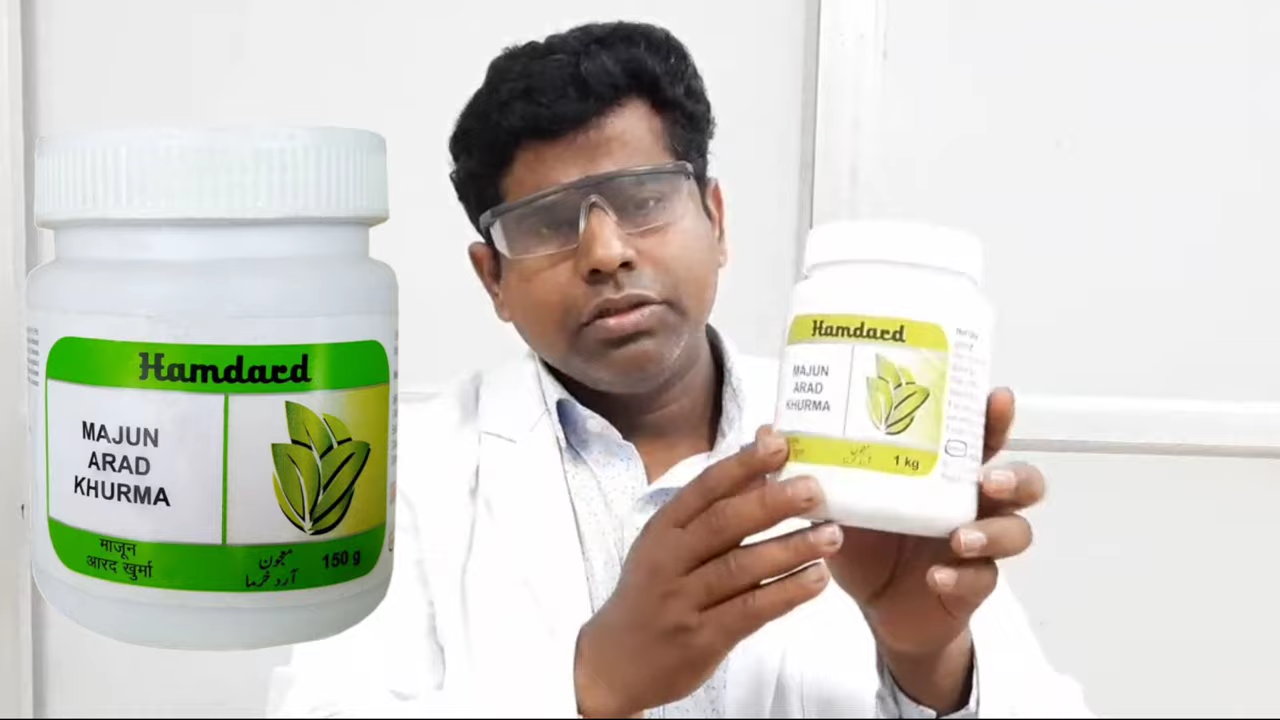 Hamdard
MAJUN
ARAD
KHURMA
माजून
आरद खुर्मा
معجون
آرد خرما
150 g
Hamdard
MAJUN
ARAD
KHURMA
1 kg